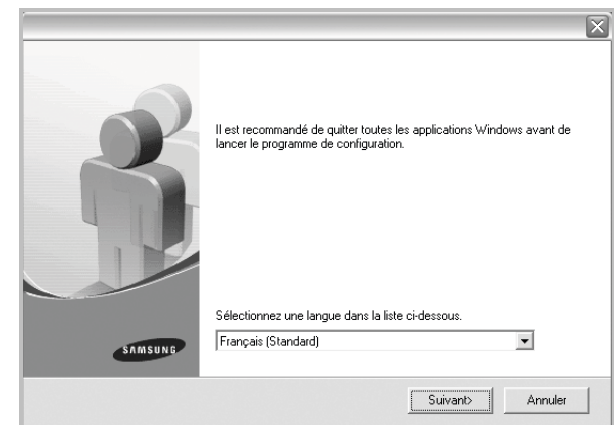 Il est recommandé de quitter toutes les applications Windows avant de
lancer le programme de configuration.
Sélectionnez une langue dans la liste ci-dessous.
Français (Standard)
SAMSUNG
Suivant>
Annuler